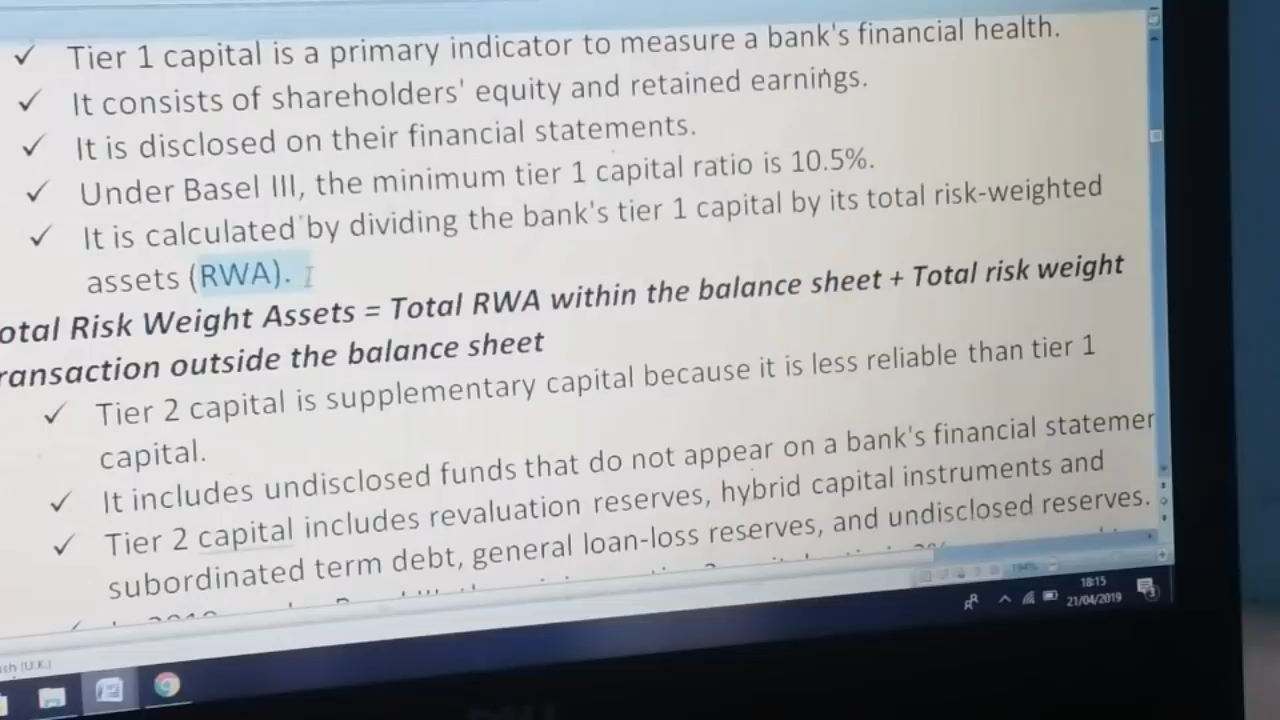 ✓ Tier 1 capital is a primary indicator to measure a bank's financial health.
✓ It consists of shareholders' equity and retained earnings.
✓ It is disclosed on their financial statements.
✓ Under Basel III, the minimum tier 1 capital ratio is 10.5%.
✓ It is calculated by dividing the bank's tier 1 capital by its total risk-weighted
assets (RWA).
otal Risk Weight Assets = Total RWA within the balance sheet + Total risk weight
ransaction outside the balance sheet
✓ Tier 2 capital is supplementary capital because it is less reliable than tier 1
capital.
✓ It includes undisclosed funds that do not appear on a bank's financial statemer
✓ Tier 2 capital includes revaluation reserves, hybrid capital instruments and
subordinated term debt, general loan-loss reserves, and undisclosed reserves.
194%
18:15
21/04/2019
3
sh (U.K.)